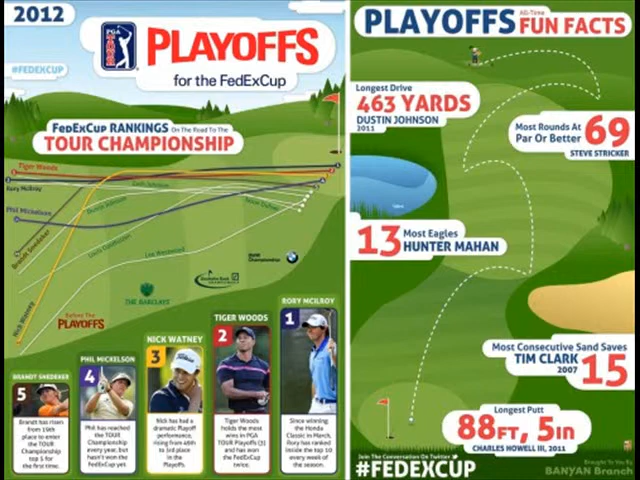 2012
PGA TOUR
PLAYOFFS
for the FedExCup
#FEDEXCUP
FedExCup RANKINGS On The Road To The
TOUR CHAMPIONSHIP
Tiger Woods
Rory McIlroy
Phil Mickelson
Brandt Snedeker
Nick Watney
Zach Johnson
Dustin Johnson
Jason Dufner
Louis Oosthuizen
Lee Westwood
Before The
PLAYOFFS
THE BARCLAYS
Deutsche Bank
Championship
BMW
Championship
BRANDT SNEDEKER
5
Brandt has risen
from 19th
place to enter
the TOUR
Championship
top 5 for
the first time.
PHIL MICKELSON
4
Phil has reached
the TOUR
Championship
every year, but
hasn't won the
FedExCup yet.
NICK WATNEY
3
Nick has had a
dramatic Playoff
performance,
rising from 49th
to 3rd place
in the
Playoffs.
TIGER WOODS
2
Tiger Woods
holds the most
wins in PGA
TOUR Playoffs (3)
and has won
the FedExCup
twice.
RORY MCILROY
1
Since winning
the Honda
Classic in March,
Rory has ranked
inside the top 10
every week of
the season.
PLAYOFFS All-Time FUN FACTS
Longest Drive
463 YARDS
DUSTIN JOHNSON
2011
Most Rounds At
Par Or Better
69
STEVE STRICKER
13
Most Eagles
HUNTER MAHAN
Most Consecutive Sand Saves
TIM CLARK
2007
15
Longest Putt
88FT, 5in
CHARLES HOWELL III, 2011
Join The Conversation On Twitter
#FEDEXCUP
Brought To You By
BANYAN Branch